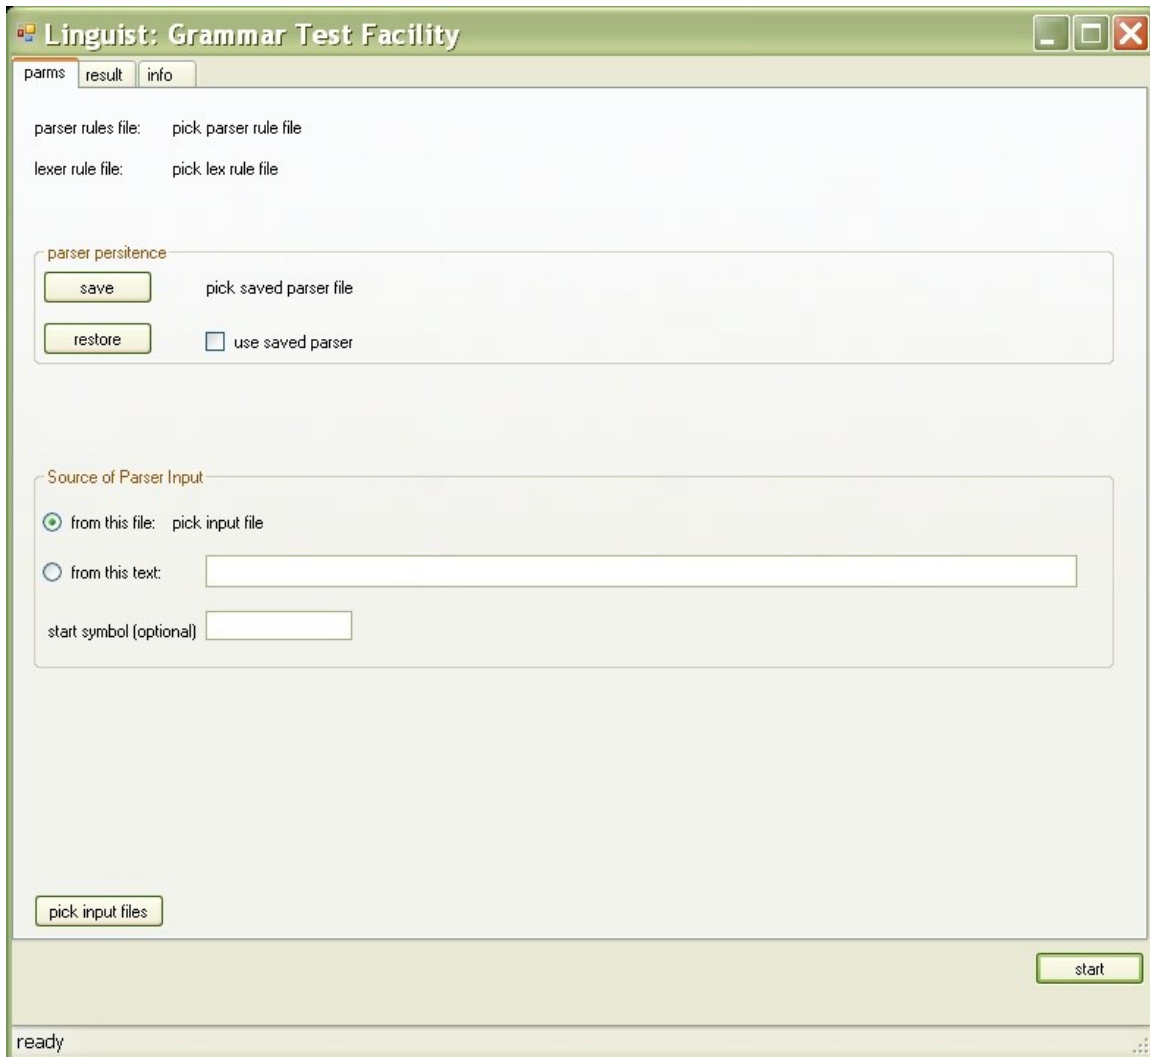 Linguist: Grammar Test Facility
parms result info
parser rules file: pick parser rule file
lexer rule file: pick lex rule file
parser persitence
save pick saved parser file
restore use saved parser
Source of Parser Input
from this file: pick input file
from this text:
start symbol (optional)
pick input files
start
ready